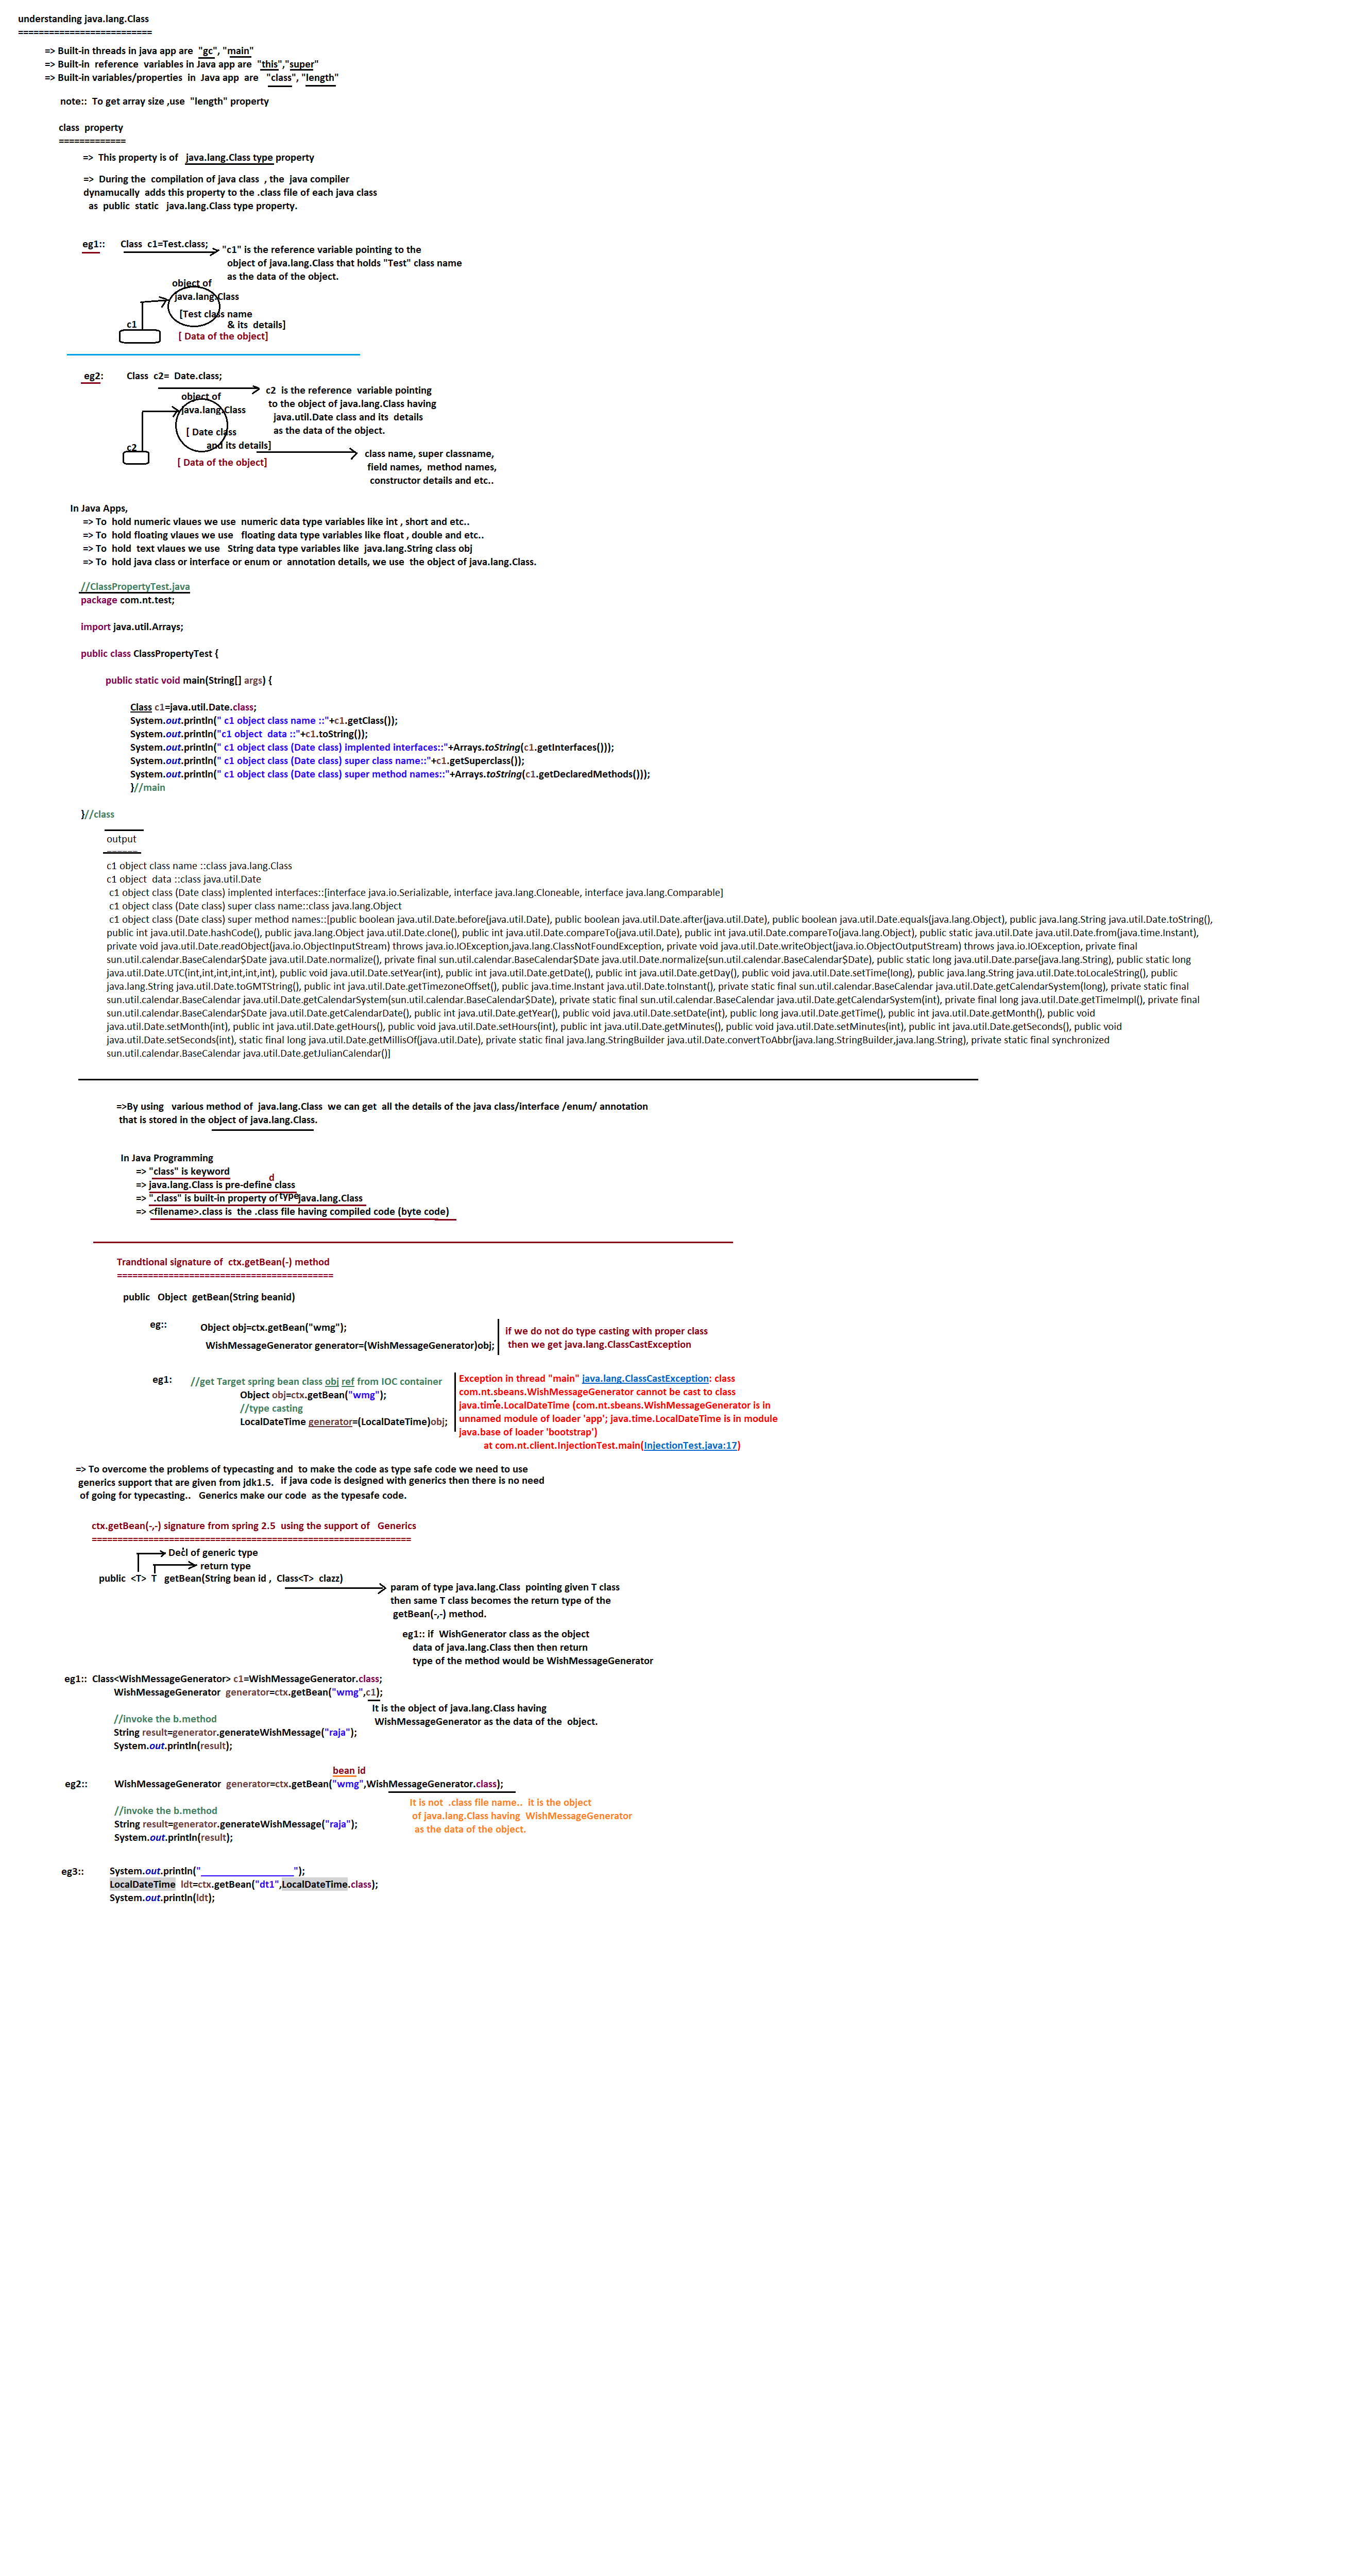 understanding java.lang.Class
==========================
=> Built-in threads in java app are  "gc", "main"
=> Built-in  reference  variables in Java app are  "this","super"
=> Built-in variables/properties  in  Java app  are   "class", "length"
note::  To get array size ,use  "length" property
class  property
=============
=>  This property is of   java.lang.Class type property
=>  During the  compilation of java class  , the  java compiler
dynamucally  adds this property to the .class file of each java class
as  public  static   java.lang.Class type property.
eg1::      Class  c1=Test.class;
"c1" is the reference variable pointing to the
object of java.lang.Class that holds "Test" class name
as the data of the object.
object of
java.lang.Class
[Test class name
& its  details]
c1
[ Data of the object]
eg2:         Class  c2=  Date.class;
c2  is the reference  variable pointing
to the object of java.lang.Class having
java.util.Date class and its  details
as the data of the object.
object of
java.lang.Class
[ Date class
and its details]
c2
[ Data of the object]
class name, super classname,
field names,  method names,
constructor details and etc..
In Java Apps,
=> To  hold numeric vlaues we use  numeric data type variables like int , short and etc..
=> To  hold floating vlaues we use   floating data type variables like float , double and etc..
=> To  hold  text vlaues we use   String data type variables like  java.lang.String class obj
=> To  hold java class or interface or enum or  annotation details, we use  the object of java.lang.Class.
//ClassPropertyTest.java
package com.nt.test;
import java.util.Arrays;
public class ClassPropertyTest {
public static void main(String[] args) {
Class c1=java.util.Date.class;
System.out.println(" c1 object class name ::"+c1.getClass());
System.out.println("c1 object  data ::"+c1.toString());
System.out.println(" c1 object class (Date class) implented interfaces::"+Arrays.toString(c1.getInterfaces()));
System.out.println(" c1 object class (Date class) super class name::"+c1.getSuperclass());
System.out.println(" c1 object class (Date class) super method names::"+Arrays.toString(c1.getDeclaredMethods()));
}//main
}//class
output
======
c1 object class name ::class java.lang.Class
c1 object  data ::class java.util.Date
c1 object class (Date class) implented interfaces::[interface java.io.Serializable, interface java.lang.Cloneable, interface java.lang.Comparable]
c1 object class (Date class) super class name::class java.lang.Object
c1 object class (Date class) super method names::[public boolean java.util.Date.before(java.util.Date), public boolean java.util.Date.after(java.util.Date), public boolean java.util.Date.equals(java.lang.Object), public java.lang.String java.util.Date.toString(),
public int java.util.Date.hashCode(), public java.lang.Object java.util.Date.clone(), public int java.util.Date.compareTo(java.util.Date), public int java.util.Date.compareTo(java.lang.Object), public static java.util.Date java.util.Date.from(java.time.Instant),
private void java.util.Date.readObject(java.io.ObjectInputStream) throws java.io.IOException,java.lang.ClassNotFoundException, private void java.util.Date.writeObject(java.io.ObjectOutputStream) throws java.io.IOException, private final
sun.util.calendar.BaseCalendar$Date java.util.Date.normalize(), private final sun.util.calendar.BaseCalendar$Date java.util.Date.normalize(sun.util.calendar.BaseCalendar$Date), public static long java.util.Date.parse(java.lang.String), public static long
java.util.Date.UTC(int,int,int,int,int,int), public void java.util.Date.setYear(int), public int java.util.Date.getDate(), public int java.util.Date.getDay(), public void java.util.Date.setTime(long), public java.lang.String java.util.Date.toLocaleString(), public
java.lang.String java.util.Date.toGMTString(), public int java.util.Date.getTimezoneOffset(), public java.time.Instant java.util.Date.toInstant(), private static final sun.util.calendar.BaseCalendar java.util.Date.getCalendarSystem(long), private static final
sun.util.calendar.BaseCalendar java.util.Date.getCalendarSystem(sun.util.calendar.BaseCalendar$Date), private static final sun.util.calendar.BaseCalendar java.util.Date.getCalendarSystem(int), private final long java.util.Date.getTimeImpl(), private final
sun.util.calendar.BaseCalendar$Date java.util.Date.getCalendarDate(), public int java.util.Date.getYear(), public void java.util.Date.setDate(int), public long java.util.Date.getTime(), public int java.util.Date.getMonth(), public void
java.util.Date.setMonth(int), public int java.util.Date.getHours(), public void java.util.Date.setHours(int), public int java.util.Date.getMinutes(), public void java.util.Date.setMinutes(int), public int java.util.Date.getSeconds(), public void
java.util.Date.setSeconds(int), static final long java.util.Date.getMillisOf(java.util.Date), private static final java.lang.StringBuilder java.util.Date.convertToAbbr(java.lang.StringBuilder,java.lang.String), private static final synchronized
sun.util.calendar.BaseCalendar java.util.Date.getJulianCalendar()]
=>By using   various method of  java.lang.Class  we can get  all the details of the java class/interface /enum/ annotation
that is stored in the object of java.lang.Class.
In Java Programming
=> "class" is keyword
d
=> java.lang.Class is pre-define class
=> ".class" is built-in property of type java.lang.Class
=> <filename>.class is  the .class file having compiled code (byte code)
Trandtional signature of  ctx.getBean(-) method
==========================================
public   Object  getBean(String beanid)
eg::
Object obj=ctx.getBean("wmg");
WishMessageGenerator generator=(WishMessageGenerator)obj;
if we do not do type casting with proper class
then we get java.lang.ClassCastException
eg1:
//get Target spring bean class obj ref from IOC container
Object obj=ctx.getBean("wmg");
//type casting
LocalDateTime generator=(LocalDateTime)obj;
Exception in thread "main" java.lang.ClassCastException: class
com.nt.sbeans.WishMessageGenerator cannot be cast to class
java.time.LocalDateTime (com.nt.sbeans.WishMessageGenerator is in
unnamed module of loader 'app'; java.time.LocalDateTime is in module
java.base of loader 'bootstrap')
at com.nt.client.InjectionTest.main(InjectionTest.java:17)
=> To overcome the problems of typecasting and  to make the code as type safe code we need to use
generics support that are given from jdk1.5.   if java code is designed with generics then there is no need
of going for typecasting..   Generics make our code  as the typesafe code.
ctx.getBean(-,-) signature from spring 2.5  using the support of   Generics
==============================================================
Decl of generic type
return type
public  <T>  T   getBean(String bean id ,  Class<T>  clazz)
param of type java.lang.Class  pointing given T class
then same T class becomes the return type of the
getBean(-,-) method.
eg1:: if  WishGenerator class as the object
data of java.lang.Class then then return
type of the method would be WishMessageGenerator
eg1::  Class<WishMessageGenerator> c1=WishMessageGenerator.class;
WishMessageGenerator  generator=ctx.getBean("wmg",c1);
It is the object of java.lang.Class having
WishMessageGenerator as the data of the  object.
//invoke the b.method
String result=generator.generateWishMessage("raja");
System.out.println(result);
bean id
eg2::          WishMessageGenerator  generator=ctx.getBean("wmg",WishMessageGenerator.class);
It is not  .class file name..  it is the object
of java.lang.Class having  WishMessageGenerator
as the data of the object.
//invoke the b.method
String result=generator.generateWishMessage("raja");
System.out.println(result);
eg3::         System.out.println("___________________");
LocalDateTime  ldt=ctx.getBean("dt1",LocalDateTime.class);
System.out.println(ldt);